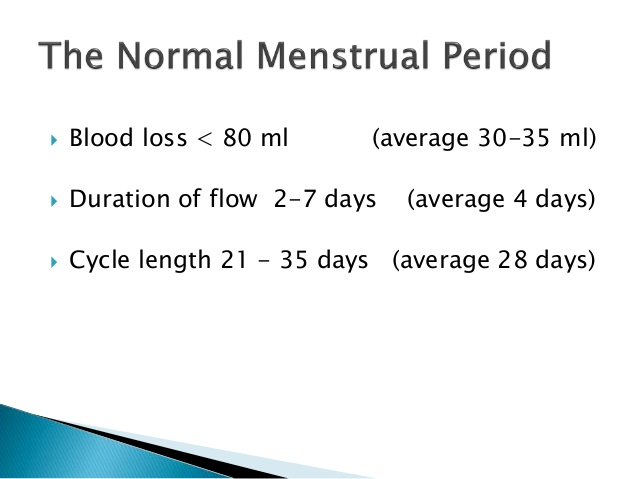 The Normal Menstrual Period
Blood loss < 80 ml (average 30-35 ml)
Duration of flow 2-7 days (average 4 days)
Cycle length 21 - 35 days (average 28 days)